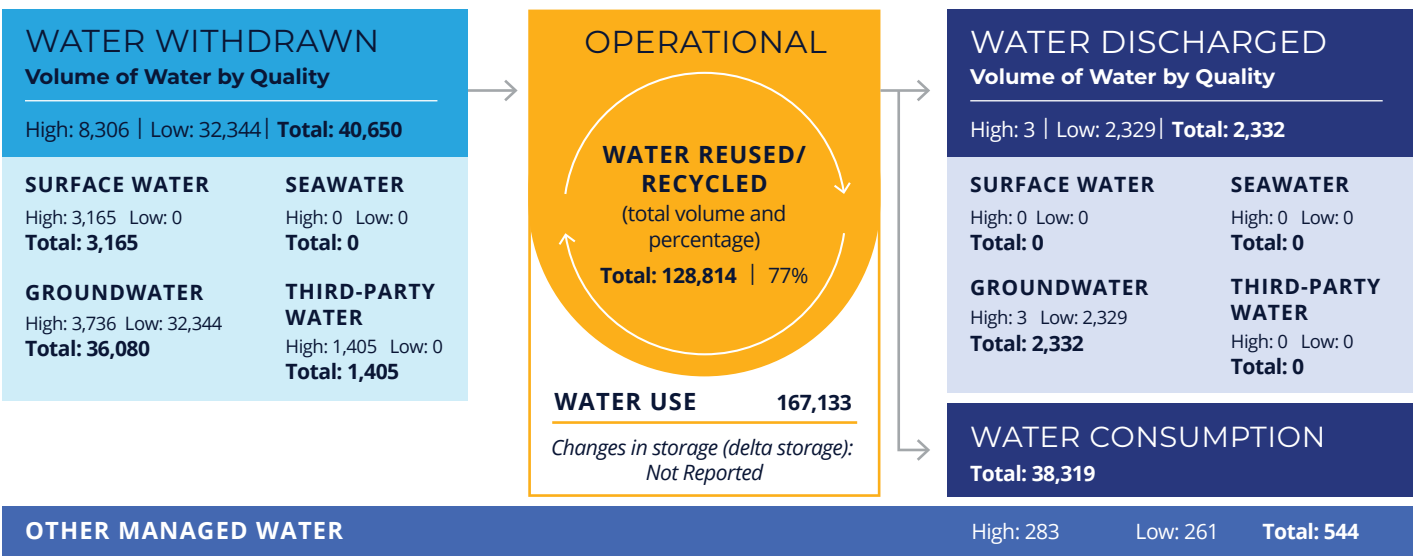 WATER WITHDRAWN
Volume of Water by Quality
High: 8,306 | Low: 32,344| Total: 40,650
SURFACE WATER
High: 3,165 Low: 0
Total: 3,165
SEAWATER
High: 0 Low: 0
Total: 0
GROUNDWATER
High: 3,736 Low: 32,344
Total: 36,080
THIRD-PARTY
WATER
High: 1,405 Low: 0
Total: 1,405
OPERATIONAL
WATER REUSED/
RECYCLED
(total volume and
percentage)
Total: 128,814 | 77%
WATER USE 167,133
Changes in storage (delta storage):
Not Reported
WATER DISCHARGED
Volume of Water by Quality
High: 3 | Low: 2,329| Total: 2,332
SURFACE WATER
High: 0 Low: 0
Total: 0
SEAWATER
High: 0 Low: 0
Total: 0
GROUNDWATER
High: 3 Low: 2,329
Total: 2,332
THIRD-PARTY
WATER
High: 0 Low: 0
Total: 0
WATER CONSUMPTION
Total: 38,319
OTHER MANAGED WATER High: 283 Low: 261 Total: 544